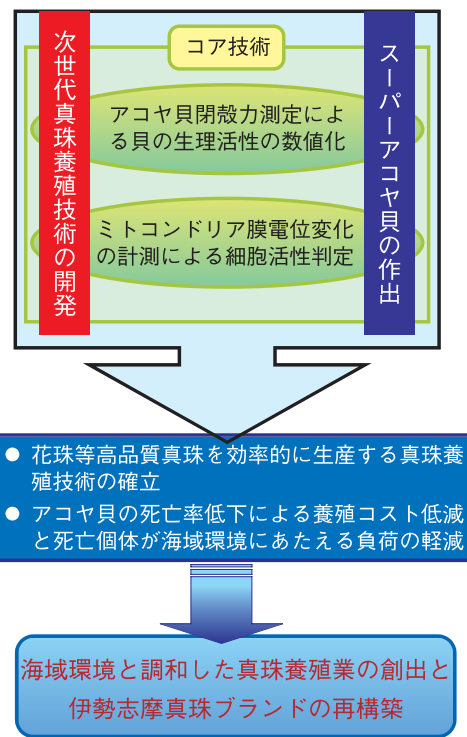 コア技術
次世代真珠養殖技術の開発
スーパーアコヤ貝の作出
アコヤ貝閉殻力測定によ
る貝の生理活性の数値化
ミトコンドリア膜電位変化
の計測による細胞活性判定
● 花珠等高品質真珠を効率的に生産する真珠養
殖技術の確立
● アコヤ貝の死亡率低下による養殖コスト低減
と死亡個体が海域環境にあたえる負荷の軽減
海域環境と調和した真珠養殖業の創出と
伊勢志摩真珠ブランドの再構築